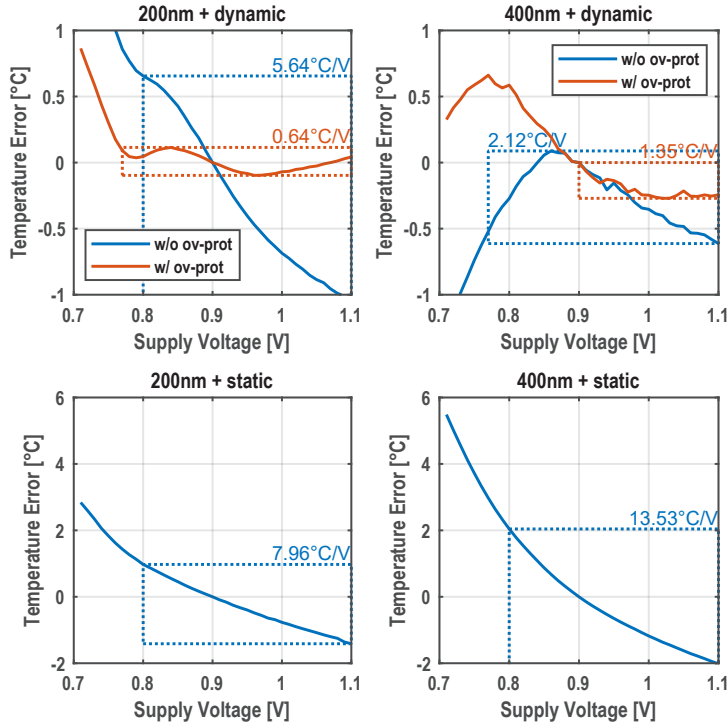 200nm + dynamic
Temperature Error [°C]
1
0.5
0
-0.5
-1
5.64°C/V
0.64°C/V
w/o ov-prot
w/ ov-prot
0.7 0.8 0.9 1 1.1
Supply Voltage [V]
400nm + dynamic
Temperature Error [°C]
1
0.5
0
-0.5
-1
w/o ov-prot
w/ ov-prot
2.12°C/V
1.35°C/V
0.7 0.8 0.9 1 1.1
Supply Voltage [V]
200nm + static
Temperature Error [°C]
6
4
2
0
-2
7.96°C/V
0.7 0.8 0.9 1 1.1
Supply Voltage [V]
400nm + static
Temperature Error [°C]
6
4
2
0
-2
13.53°C/V
0.7 0.8 0.9 1 1.1
Supply Voltage [V]